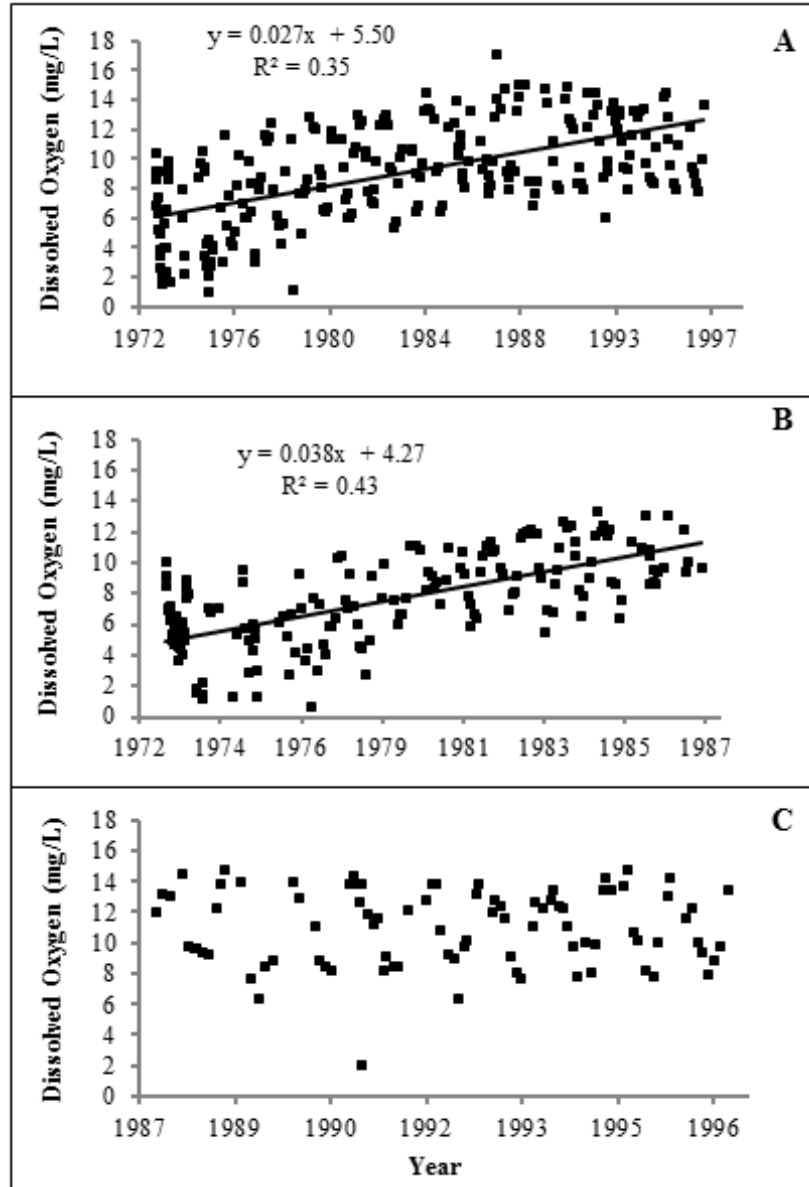 A
y = 0.027x + 5.50
R² = 0.35
Dissolved Oxygen (mg/L)
18
16
14
12
10
8
6
4
2
0
1972 1976 1980 1984 1988 1993 1997
B
y = 0.038x + 4.27
R² = 0.43
Dissolved Oxygen (mg/L)
18
16
14
12
10
8
6
4
2
0
1972 1974 1976 1979 1981 1983 1985 1987
C
Dissolved Oxygen (mg/L)
18
16
14
12
10
8
6
4
2
0
1987 1989 1990 1992 1993 1995 1996
Year